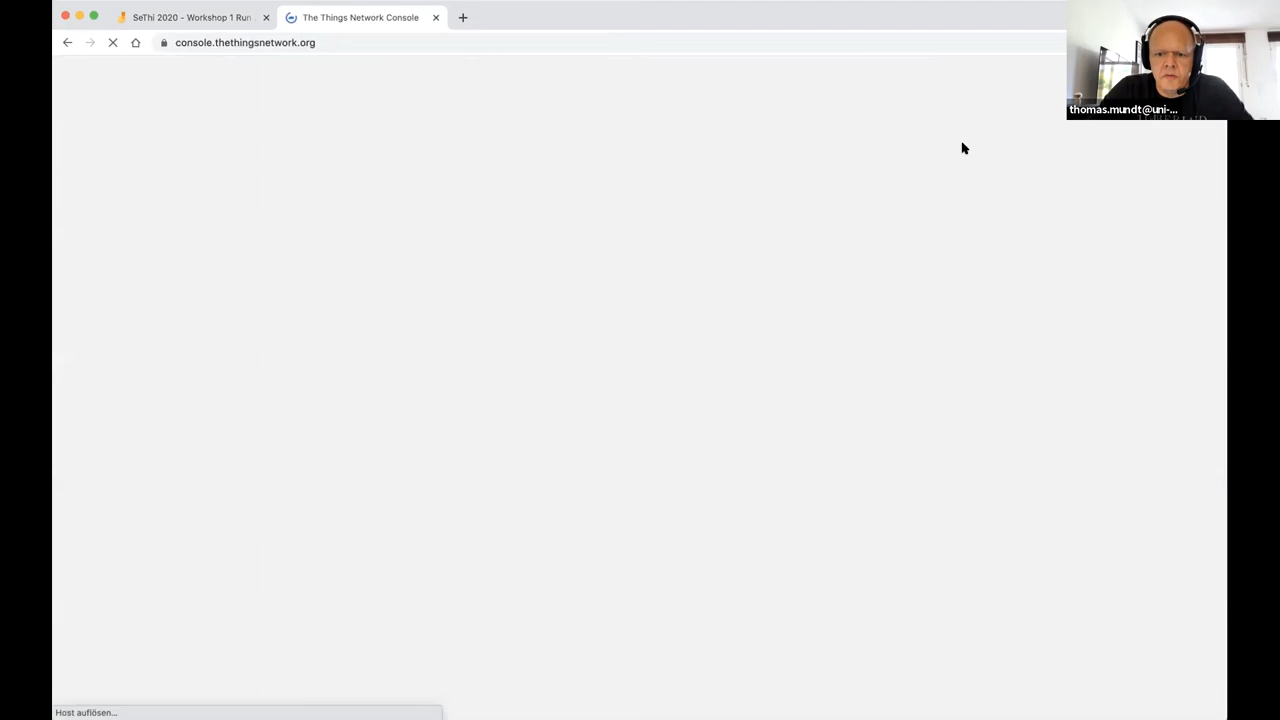 SeThi 2020 - Workshop 1 Run
The Things Network Console
console.thethingsnetwork.org
thomas.mundt@uni-...
Host auflösen...